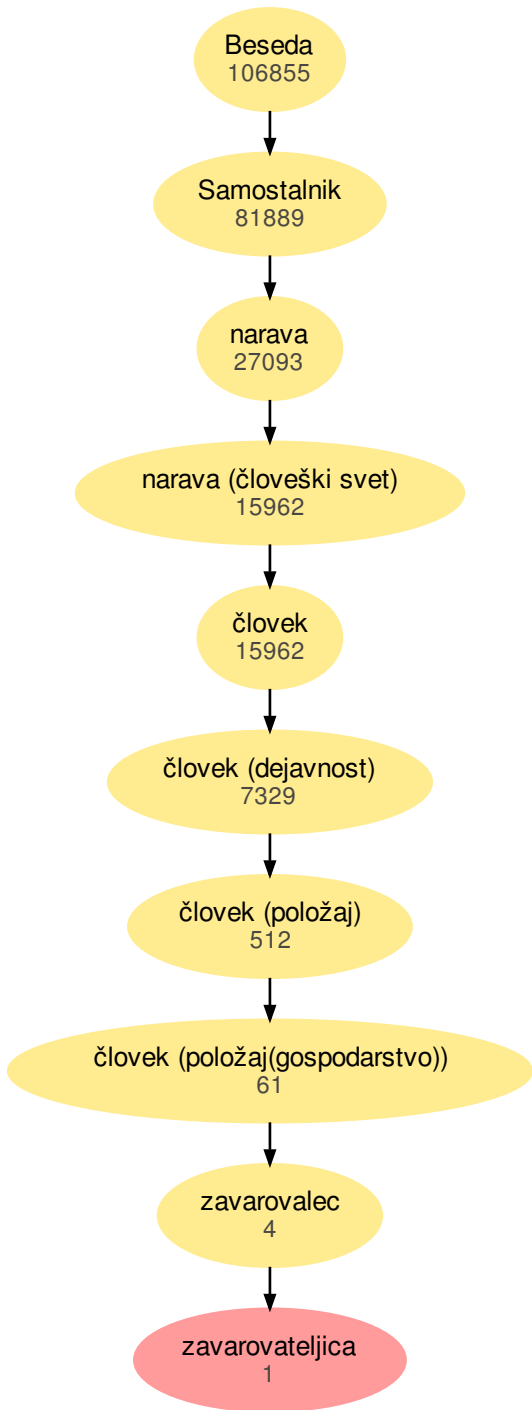 Beseda
106855
Samostalnik
81889
narava
27093
narava (človeški svet)
15962
človek
15962
človek (dejavnost)
7329
človek (položaj)
512
človek (položaj(gospodarstvo))
61
zavarovalec
4
zavarovateljica
1